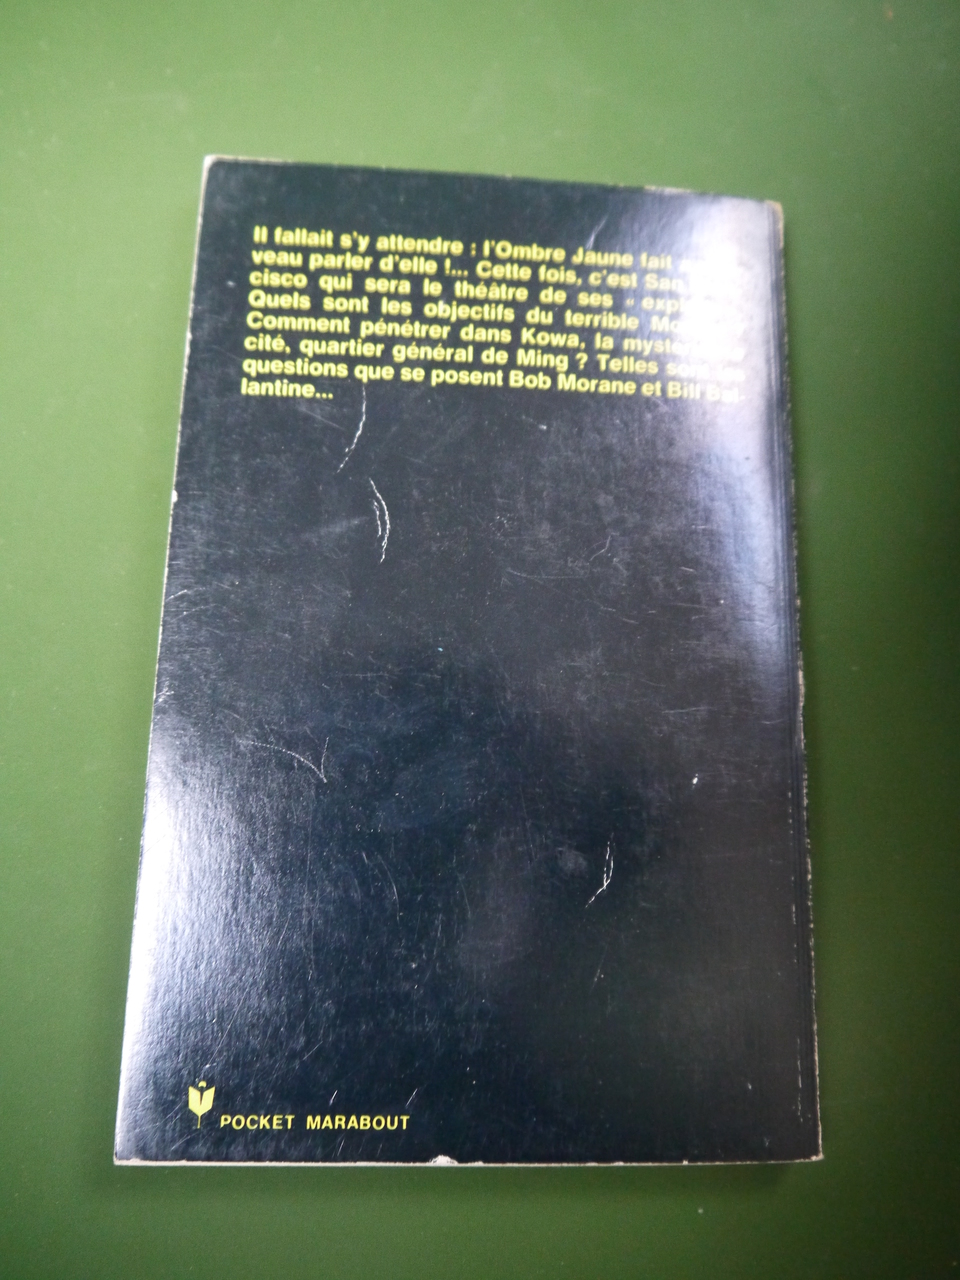 Il fallait s'y attendre : l'Ombre Jaune fait
veau parler d'elle !... Cette fois, c'est San
cisco qui sera le théâtre de ses «
Quels sont les objectifs du terrible
Comment pénétrer dans Kowa, la
cité, quartier général de Ming ? Telles sont les
questions que se posent Bob Morane et Bill Bal-
lantine...
POCKET MARABOUT